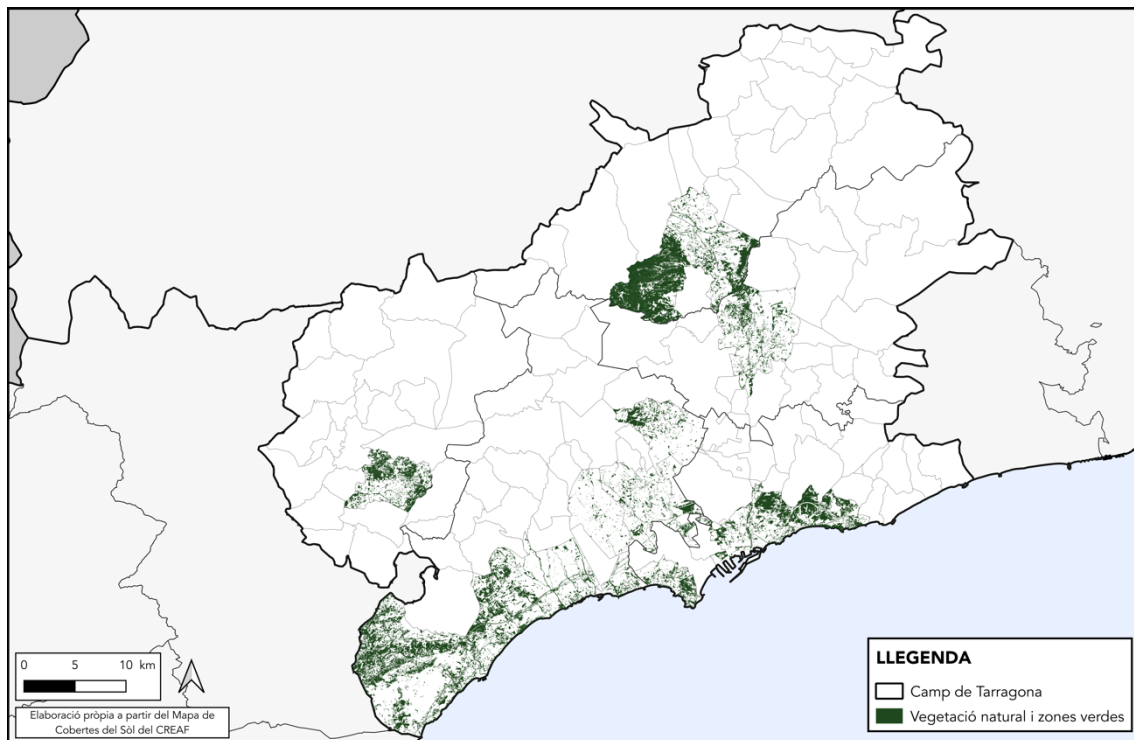 0 5 10 km
Elaboració pròpia a partir del Mapa de
Cobertes del Sòl del CREAF
LLEGENDA
Camp de Tarragona
Vegetació natural i zones verdes